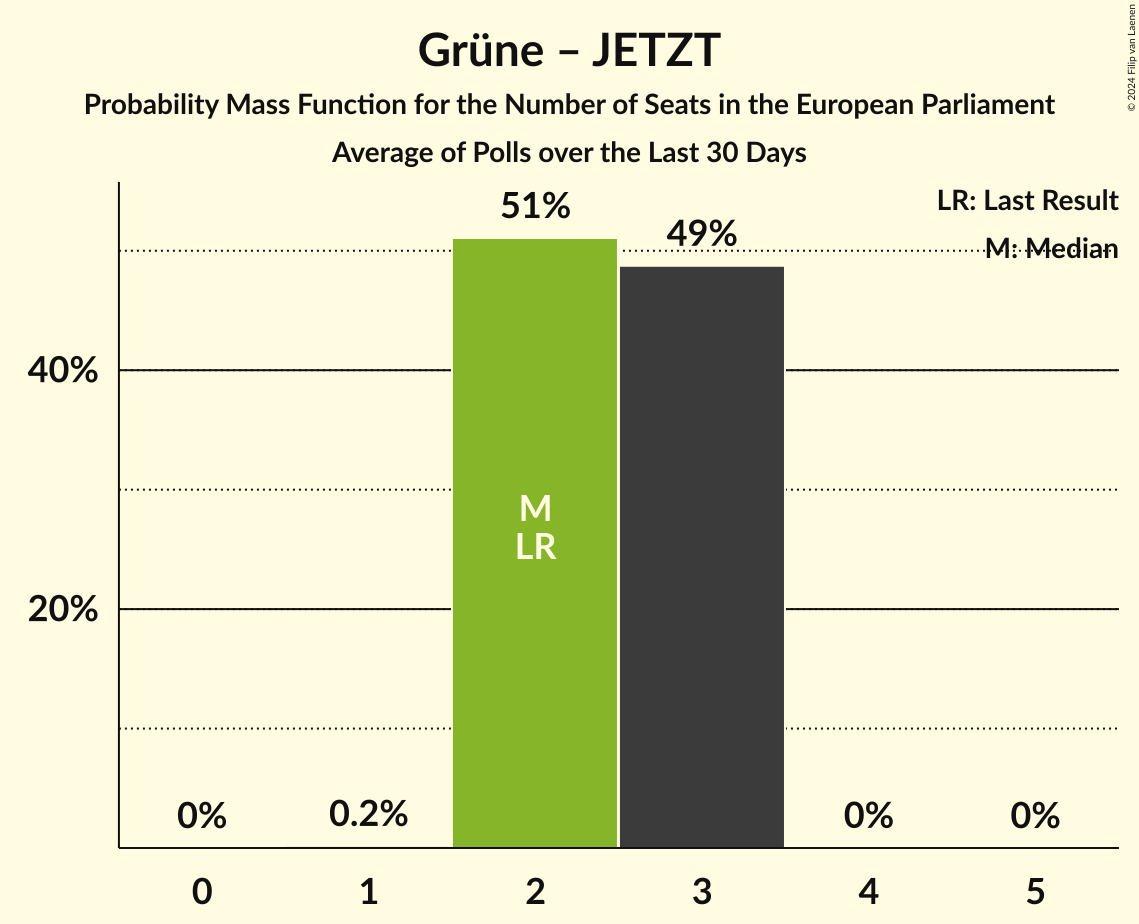 Grüne – JETZT
Probability Mass Function for the Number of Seats in the European Parliament
Average of Polls over the Last 30 Days
© 2024 Filip van Laenen
LR: Last Result
M: Median
51%
49%
40%
M
LR
20%
0%
0.2%
0%
0%
0 1 2 3 4 5